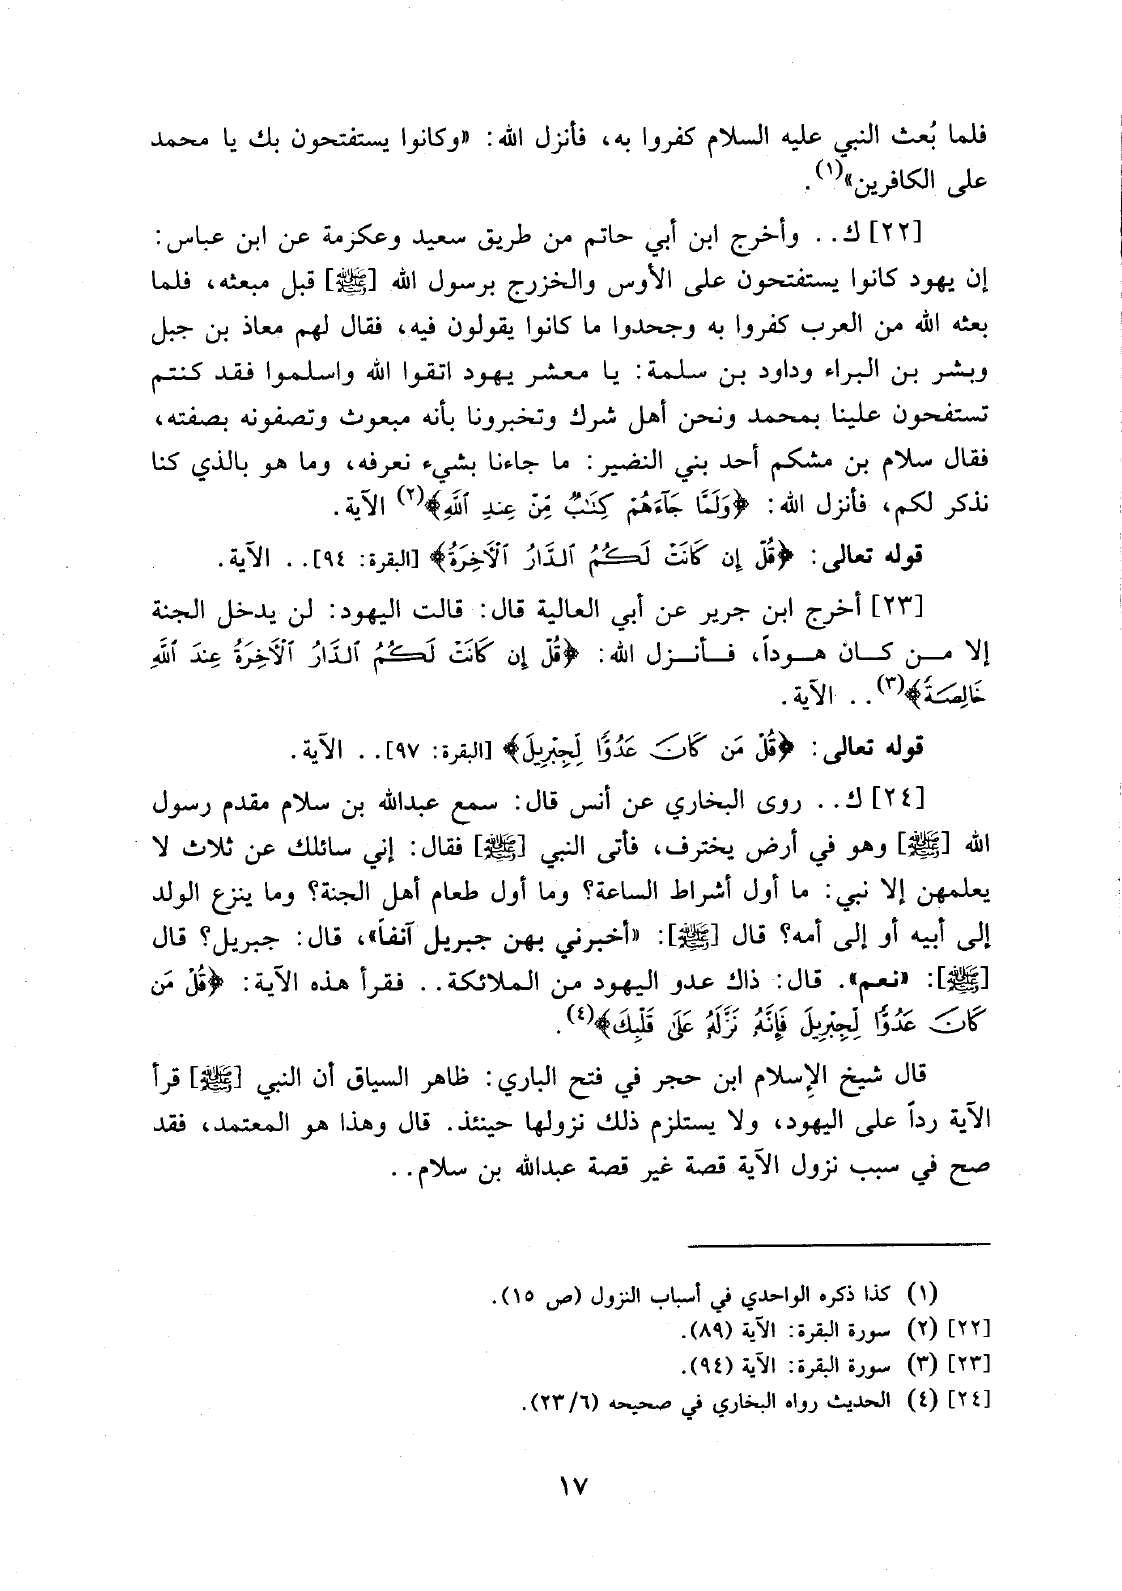 فلما بُعث النبي عليه السلام كفروا به، فأنزل الله: «وكانوا يستفتحون بك يا محمد
على الكافرين»(١).
[٢٢] ك.. وأخرج ابن أبي حاتم من طريق سعيد وعكزمة عن ابن عباس:
إن يهود كانوا يستفتحون على الأوس والخزرج برسول الله [ﷺ] قبل مبعثه، فلما
بعثه الله من العرب كفروا به وجحدوا ما كانوا يقولون فيه، فقال لهم معاذ بن جبل
وبشر بن البراء وداود بن سلمة: يا معشر يهود اتقوا الله واسلموا فقد كنتم
تستفحون علينا بمحمد ونحن أهل شرك وتخبرونا بأنه مبعوث وتصفونه بصفته،
فقال سلام بن مشكم أحد بني النضير: ما جاءنا بشيء نعرفه، وما هو بالذي كنا
نذكر لكم، فأنزل الله: ﴿وَلَمَّا جَآءَهُمْ كِتَٰبٌ مِّنْ عِندِ ٱللَّهِ﴾(٢) الآية.
قوله تعالى: ﴿قُلْ إِن كَانَتْ لَكُمُ ٱلدَّارُ ٱلْأَخِرَةُ﴾ [البقرة: ٩٤].. الآية.
[٢٣] أخرج ابن جرير عن أبي العالية قال: قالت اليهود: لن يدخل الجنة
إلا من كان هوداً، فأنزل الله: ﴿قُلْ إِن كَانَتْ لَكُمُ ٱلدَّارُ ٱلْأَخِرَةُ عِندَ ٱللَّهِ
خَالِصَةً﴾(٣).. الآية.
قوله تعالى: ﴿قُلْ مَن كَانَ عَدُوًّا لِّجِبْرِيلَ﴾ [البقرة: ٩٧].. الآية.
[٢٤] ك.. روى البخاري عن أنس قال: سمع عبدالله بن سلام مقدم رسول
الله [ﷺ] وهو في أرض يخترف، فأتى النبي [ﷺ] فقال: إني سائلك عن ثلاث لا
يعلمهن إلا نبي: ما أول أشراط الساعة؟ وما أول طعام أهل الجنة؟ وما ينزع الولد
إلى أبيه أو إلى أمه؟ قال [ﷺ]: «أخبرني بهن جبريل آنفاً»، قال: جبريل؟ قال
[ﷺ]: «نعم». قال: ذاك عدو اليهود من الملائكة.. فقرأ هذه الآية: ﴿قُلْ مَن
كَانَ عَدُوًّا لِّجِبْرِيلَ فَإِنَّهُ نَزَّلَهُ عَلَىٰ قَلْبِكَ﴾(٤).
قال شيخ الإسلام ابن حجر في فتح الباري: ظاهر السياق أن النبي [ﷺ] قرأ
الآية رداً على اليهود، ولا يستلزم ذلك نزولها حينئذ. قال وهذا هو المعتمد، فقد
صح في سبب نزول الآية قصة غير قصة عبدالله بن سلام..
(١) كذا ذكره الواحدي في أسباب النزول (ص ١٥).
[٢٢] (٢) سورة البقرة: الآية (٨٩).
[٢٣] (٣) سورة البقرة: الآية (٩٤).
[٢٤] (٤) الحديث رواه البخاري في صحيحه (٢٣/٦).
١٧